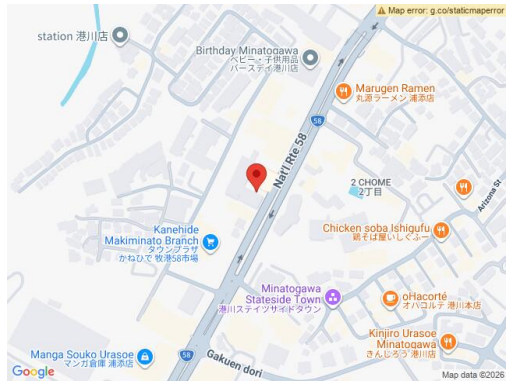 Map error: g.co/staticmaperror
station 港川店
Birthday Minatogawa
ベビー・子供用品
バースデイ港川店
Marugen Ramen
丸源ラーメン 浦添店
58
Nat'l Rte 58
2 CHOME
2丁目
Arizona St
Chicken soba Ishigufu
鶏そば屋いしぐふー
Kanehide
Makiminato Branch
タウンプラザ
かねひで 牧港58市場
Minatogawa
Stateside Town
港川ステイツサイドタウン
oHacorté
オハコルテ 港川本店
Kinjiro Urasoe
Minatogawa
きんじろう 港川店
Manga Souko Urasoe
マンガ倉庫 浦添店
58
Gakuen dori
Google
Map data ©2026